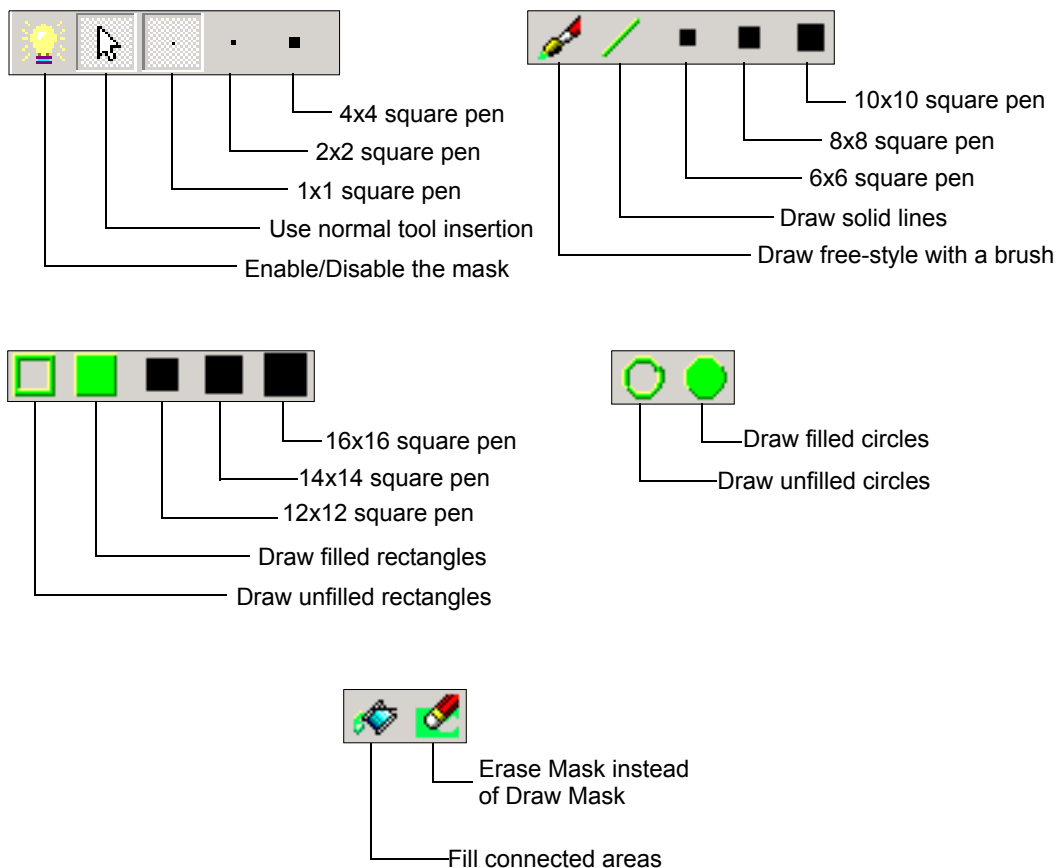 4x4 square pen
2x2 square pen
1x1 square pen
Use normal tool insertion
Enable/Disable the mask
10x10 square pen
8x8 square pen
6x6 square pen
Draw solid lines
Draw free-style with a brush
16x16 square pen
14x14 square pen
12x12 square pen
Draw filled rectangles
Draw unfilled rectangles
Draw filled circles
Draw unfilled circles
Erase Mask instead
of Draw Mask
Fill connected areas